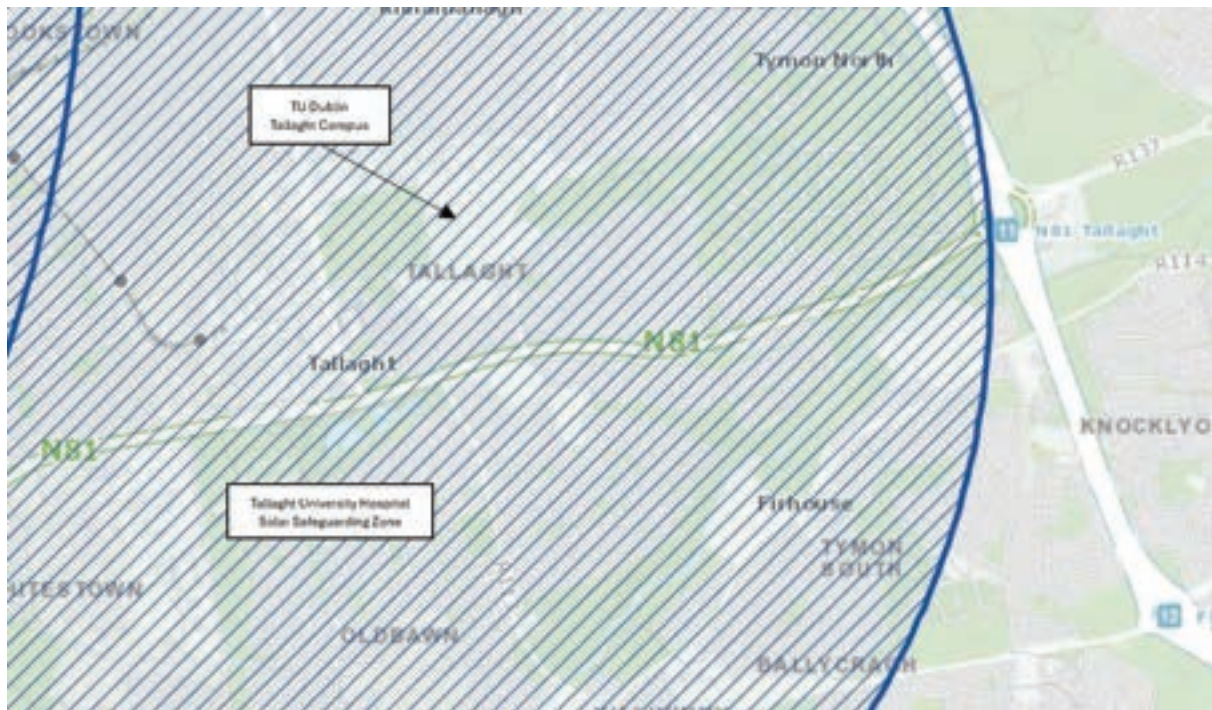 TU Dublin
Tallaght Campus
Tymon North
R137
N81 Tallaght
R114
TALLAGHT
N81
Tallaght
KNOCKLYO
N81
Tallaght University Hospital
Solar Safeguarding Zone
Firhouse
TYMON
SOUTH
OLDBAWN
BALLYCRAGH